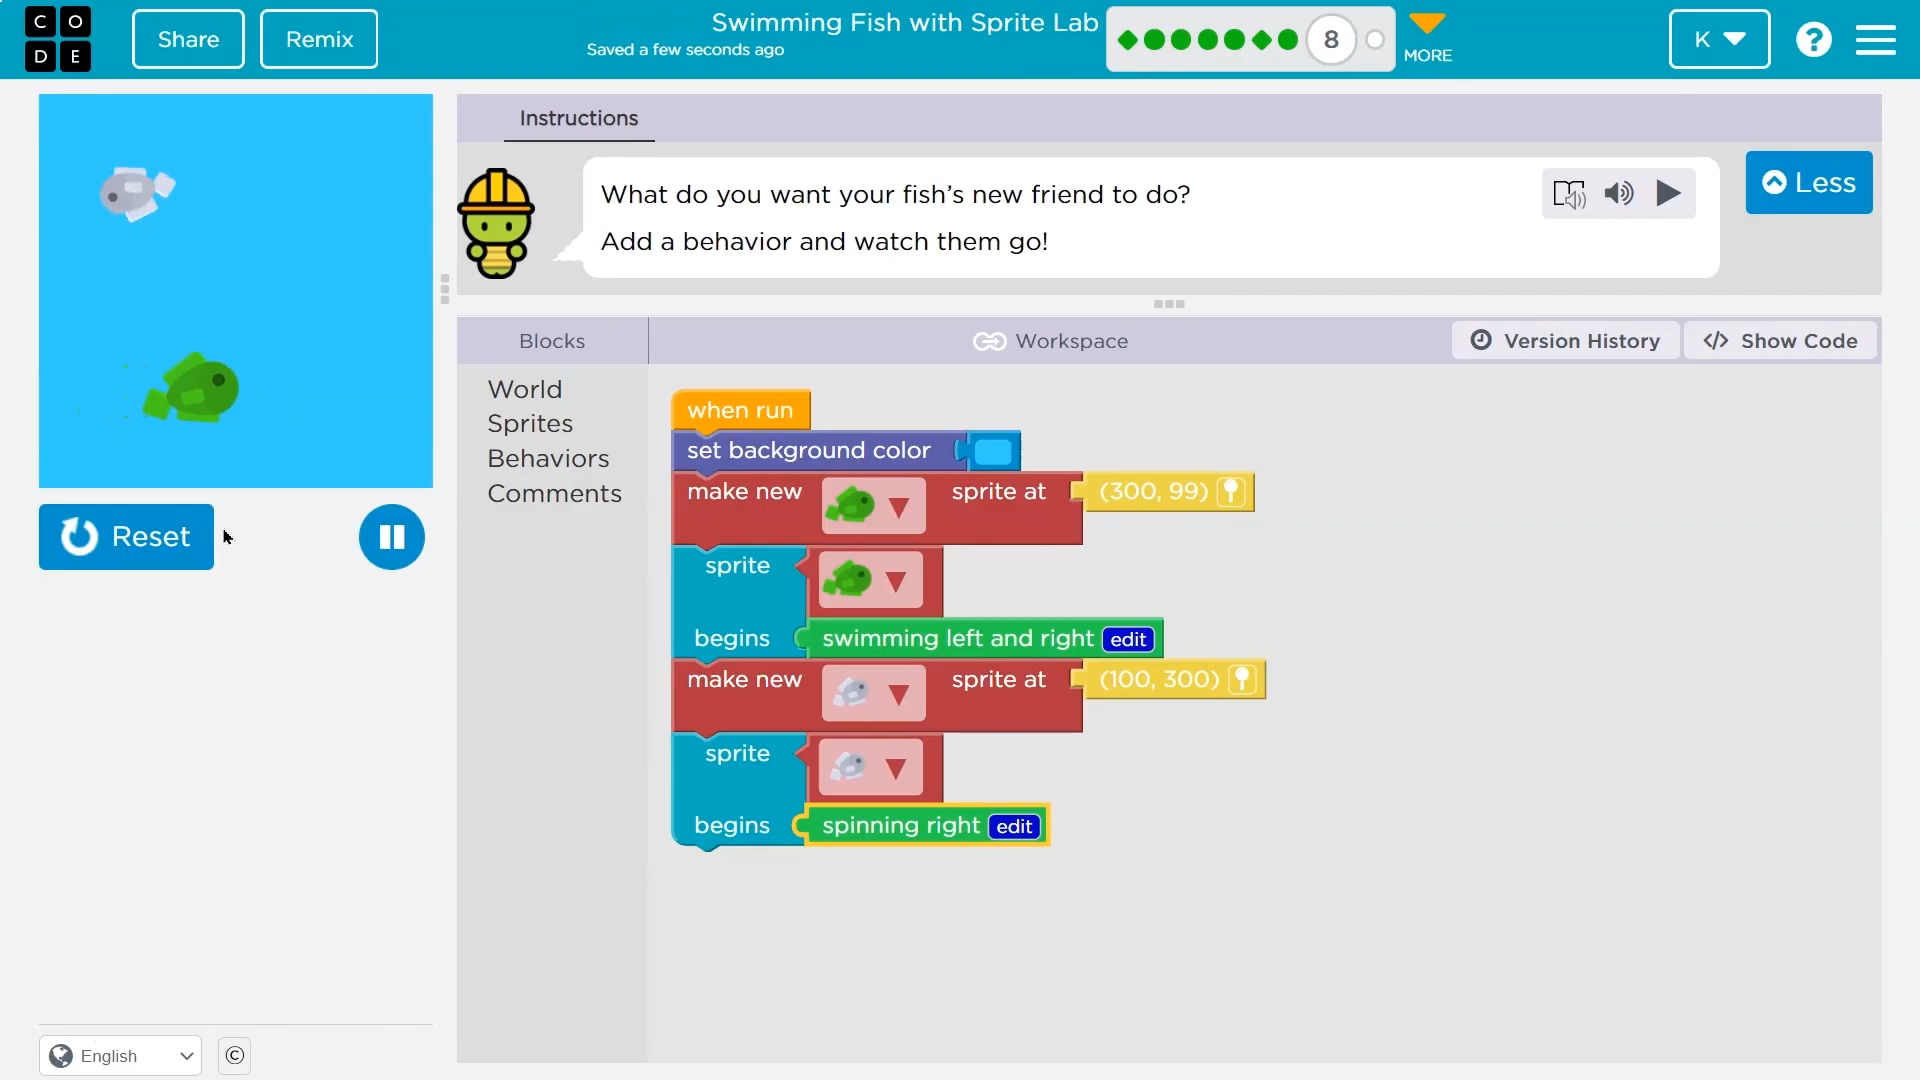 CODE
Share
Remix
Swimming Fish with Sprite Lab
Saved a few seconds ago
8
MORE
K
?
Instructions
What do you want your fish's new friend to do?
Add a behavior and watch them go!
Less
Blocks
Workspace
Version History
Show Code
World
Sprites
Behaviors
Comments
when run
set background color
make new sprite at (300, 99)
sprite
begins swimming left and right edit
make new sprite at (100, 300)
sprite
begins spinning right edit
Reset
English
©